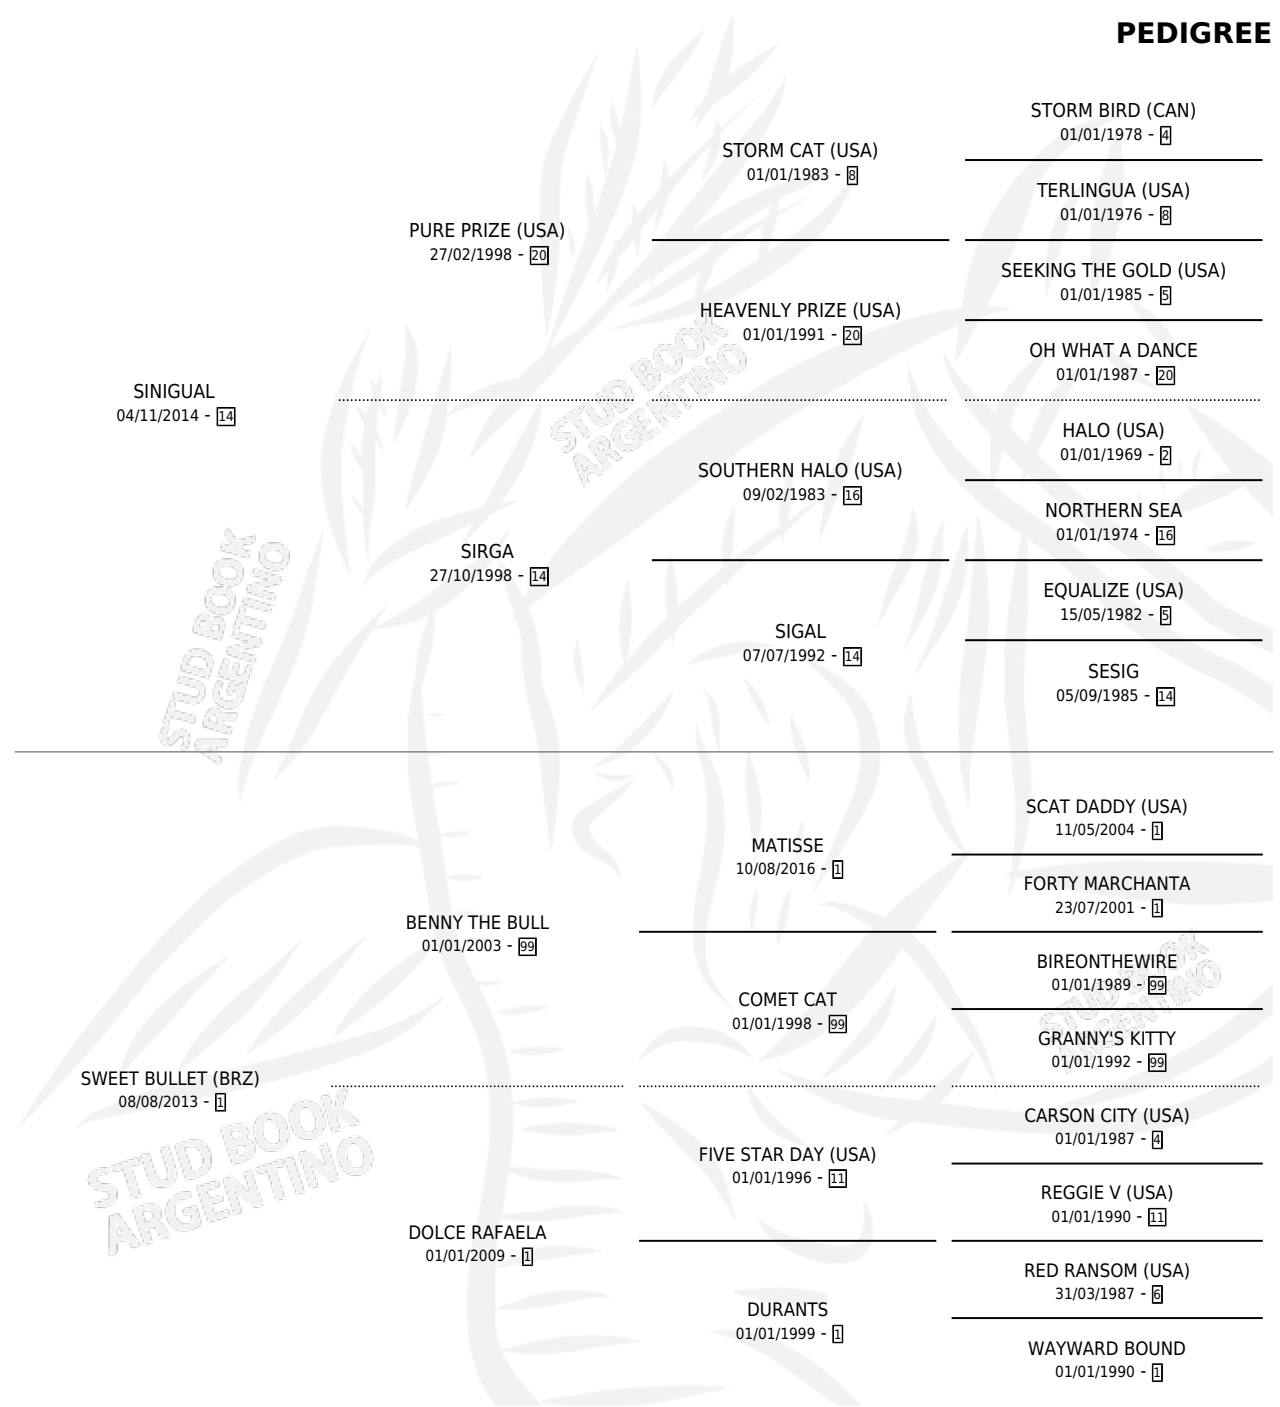 PEDIGREE
STORM BIRD (CAN)
01/01/1978 - 4
STORM CAT (USA)
01/01/1983 - 8
TERLINGUA (USA)
01/01/1976 - 8
PURE PRIZE (USA)
27/02/1998 - 20
SEEKING THE GOLD (USA)
01/01/1985 - 5
HEAVENLY PRIZE (USA)
01/01/1991 - 20
OH WHAT A DANCE
01/01/1987 - 20
SINIGUAL
04/11/2014 - 14
HALO (USA)
01/01/1969 - 2
SOUTHERN HALO (USA)
09/02/1983 - 16
NORTHERN SEA
01/01/1974 - 16
SIRGA
27/10/1998 - 14
EQUALIZE (USA)
15/05/1982 - 5
SIGAL
07/07/1992 - 14
SESIG
05/09/1985 - 14
STUD BOOK
ARGENTINO
STUD BOOK
ARGENTINO
SCAT DADDY (USA)
11/05/2004 - 1
MATISSE
10/08/2016 - 1
FORTY MARCHANTA
23/07/2001 - 1
BENNY THE BULL
01/01/2003 - 99
BIREONTHEWIRE
01/01/1989 - 99
COMET CAT
01/01/1998 - 99
GRANNY'S KITTY
01/01/1992 - 99
STUD BOOK
ARGENTINO
SWEET BULLET (BRZ)
08/08/2013 - 1
CARSON CITY (USA)
01/01/1987 - 4
FIVE STAR DAY (USA)
01/01/1996 - 11
REGGIE V (USA)
01/01/1990 - 11
DOLCE RAFAELA
01/01/2009 - 1
RED RANSOM (USA)
31/03/1987 - 6
DURANTS
01/01/1999 - 1
WAYWARD BOUND
01/01/1990 - 1
STUD BOOK
ARGENTINO